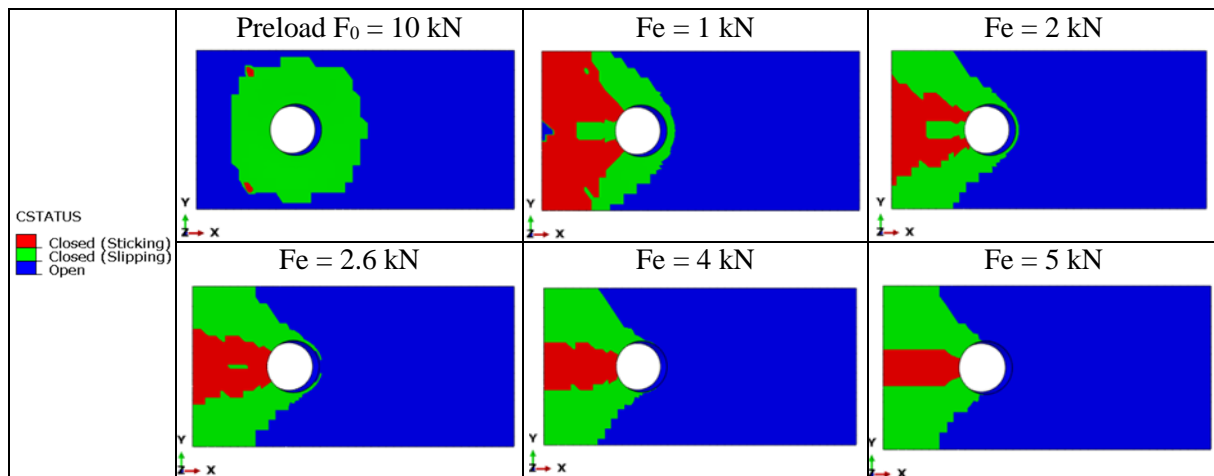 Preload F₀ = 10 kN
Fe = 1 kN
Fe = 2 kN
CSTATUS
Closed (Sticking)
Closed (Slipping)
Open
Y
Z X
Y
Z X
Y
Z X
Fe = 2.6 kN
Fe = 4 kN
Fe = 5 kN
Y
Z X
Y
Z X
Y
Z X